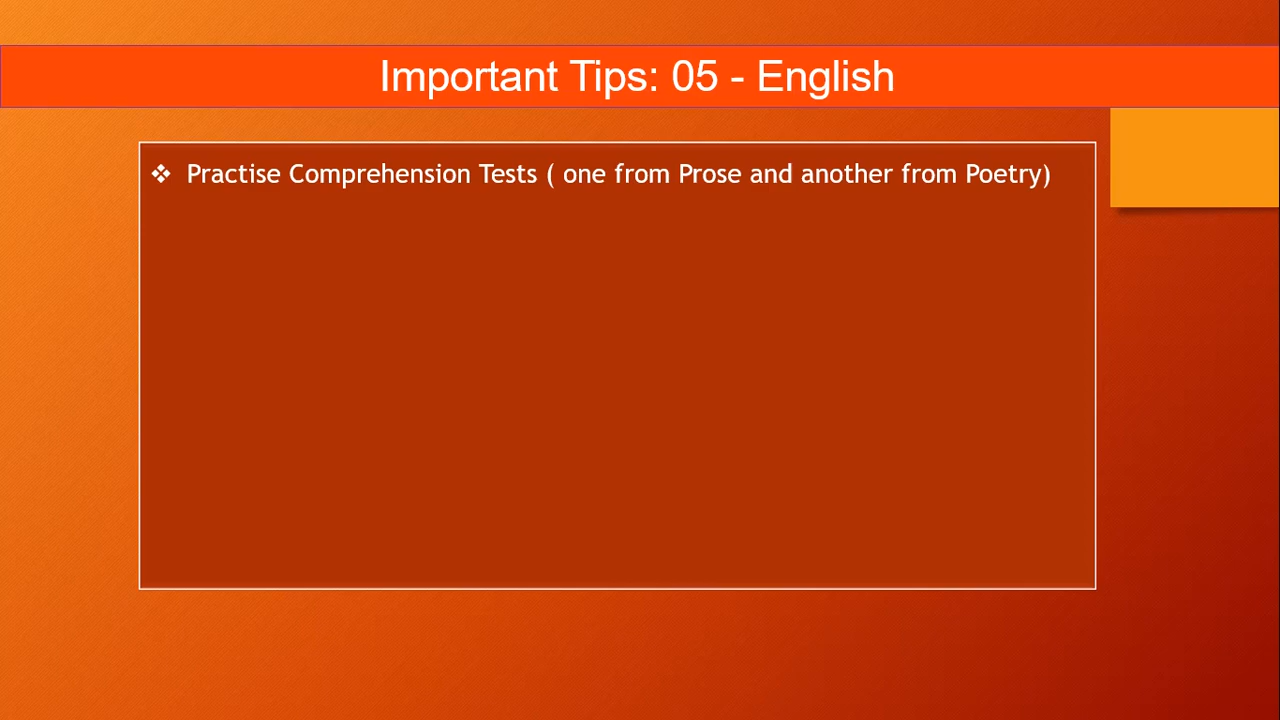 Important Tips: 05 - English
❖ Practise Comprehension Tests ( one from Prose and another from Poetry)